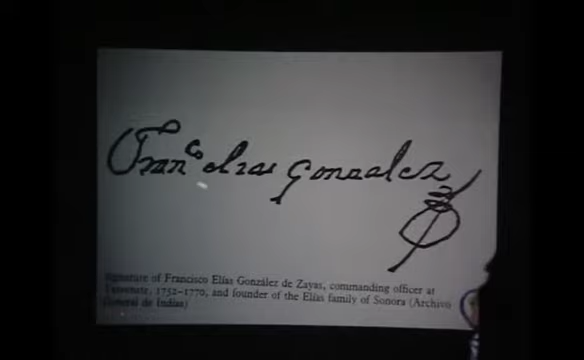 Franco elias Gonzalez
Signature of Francisco Elías González de Zayas, commanding officer at
Terrenate, 1752–1770, and founder of the Elías family of Sonora (Archivo
General de Indias)